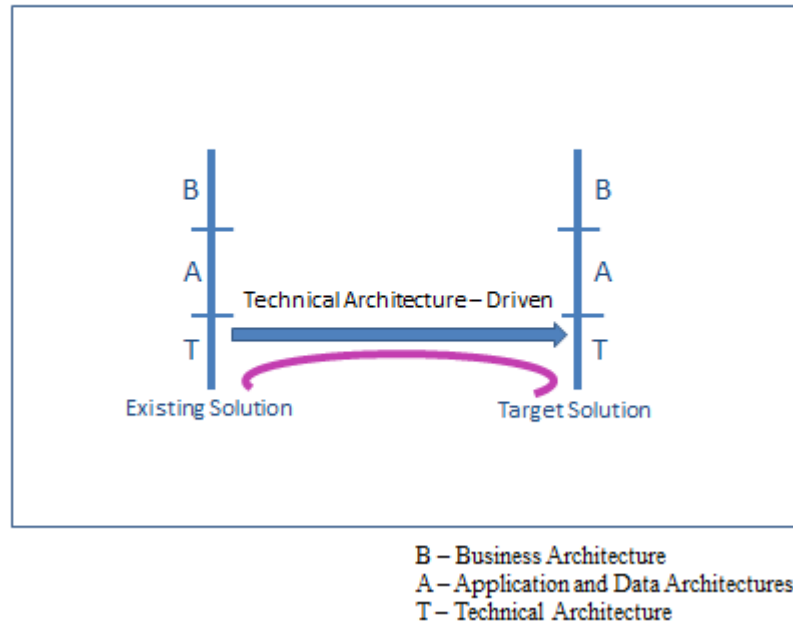 B
B
A
A
Technical Architecture – Driven
T
T
Existing Solution
Target Solution
B – Business Architecture
A – Application and Data Architectures
T – Technical Architecture